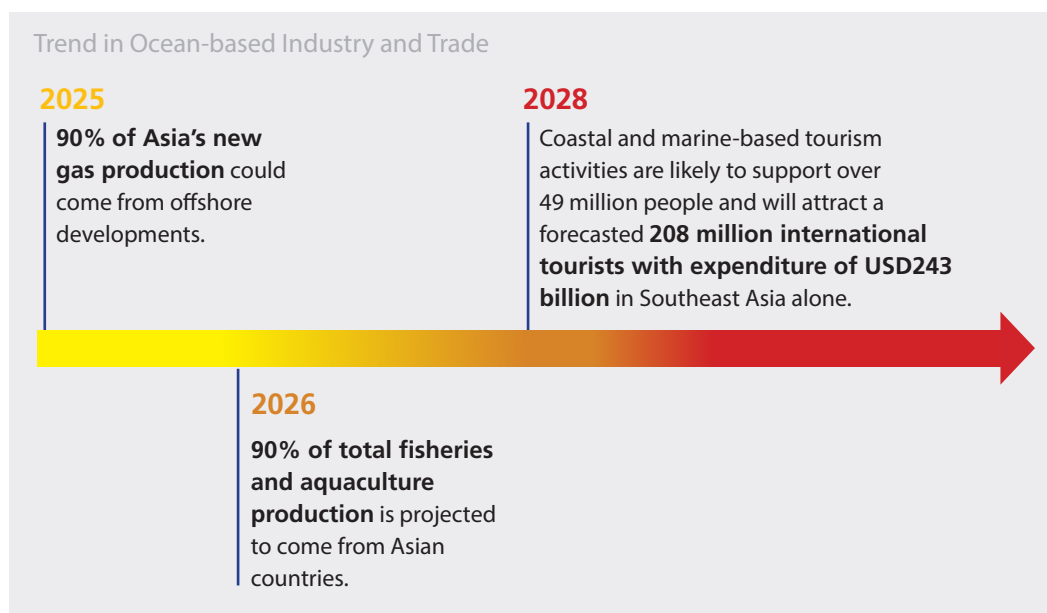 Trend in Ocean-based Industry and Trade
2025
90% of Asia's new
gas production could
come from offshore
developments.
2028
Coastal and marine-based tourism
activities are likely to support over
49 million people and will attract a
forecasted 208 million international
tourists with expenditure of USD243
billion in Southeast Asia alone.
2026
90% of total fisheries
and aquaculture
production is projected
to come from Asian
countries.